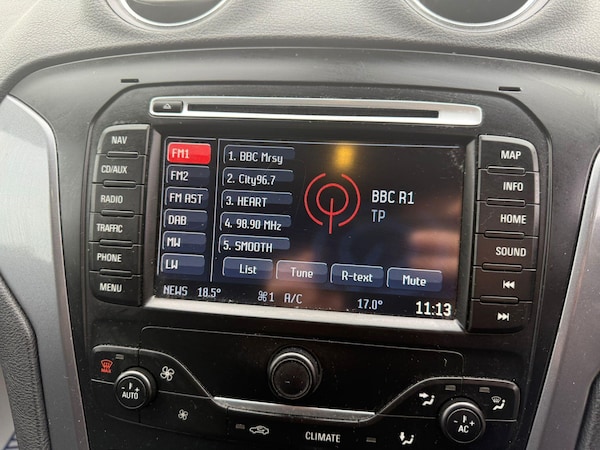 NAV
CD/AUX
RADIO
TRAFFIC
PHONE
MENU
FM1
FM2
FM AST
DAB
MW
LW
1. BBC Mrsy
2. City96.7
3. HEART
4. 98.90 MHz
5. SMOOTH
BBC R1
TP
List Tune R-text Mute
NEWS 18.5° 1 A/C 17.0° 11:13
MAP
INFO
HOME
SOUND
MAX
AUTO
CLIMATE
AC